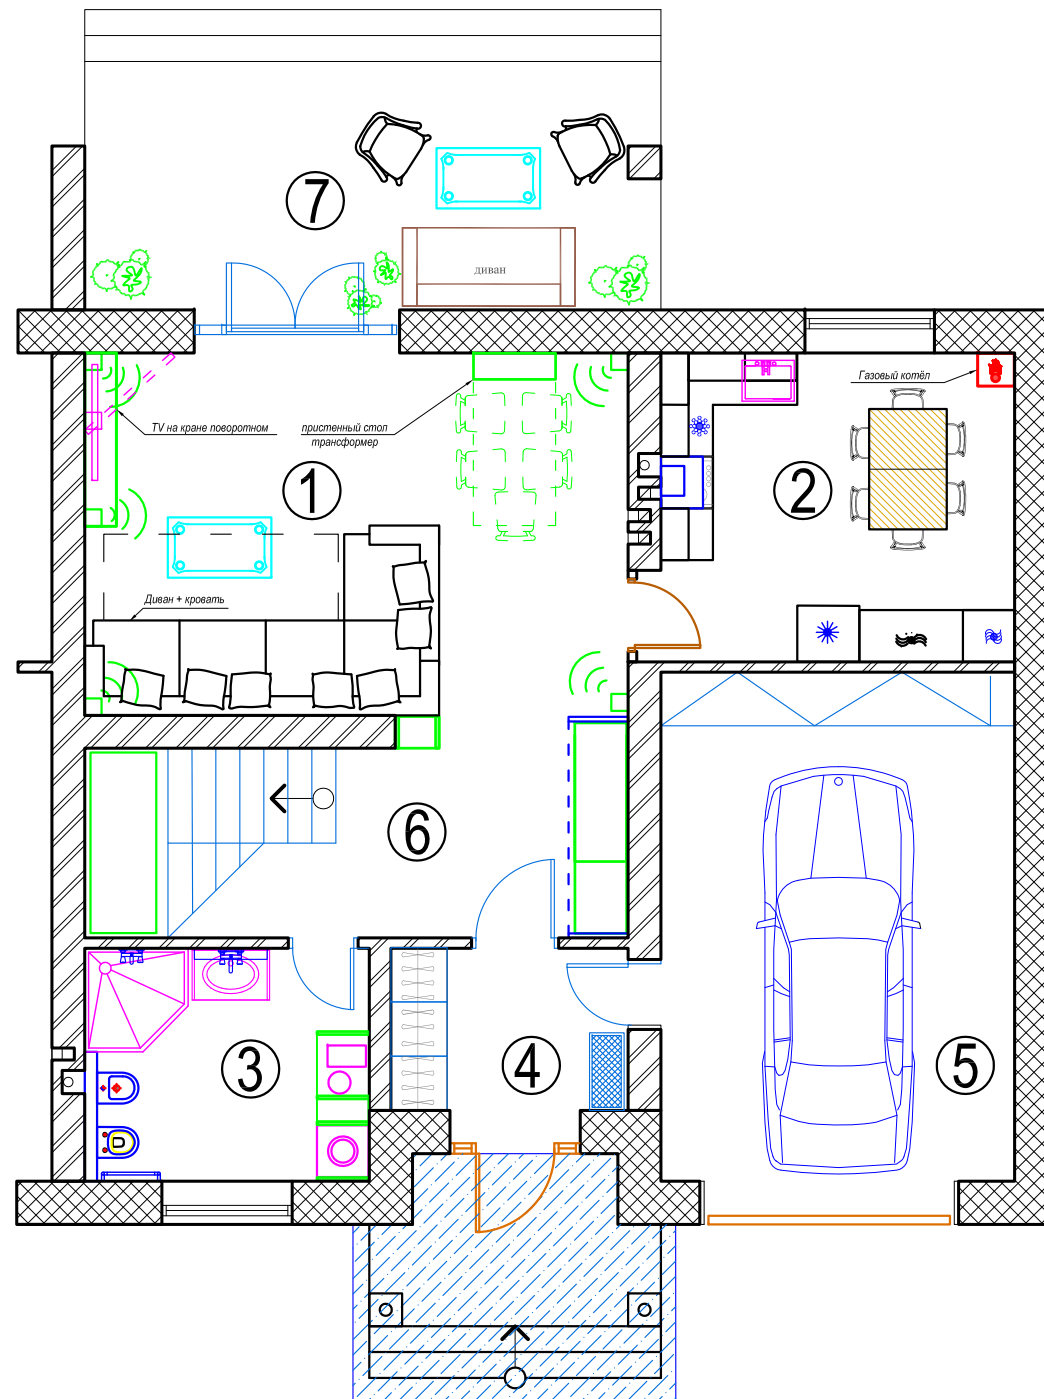 7
диван
Газовый котёл
TV на кране поворотном
пристенный стол
трансформер
1
2
Диван + кровать
6
3
4
5